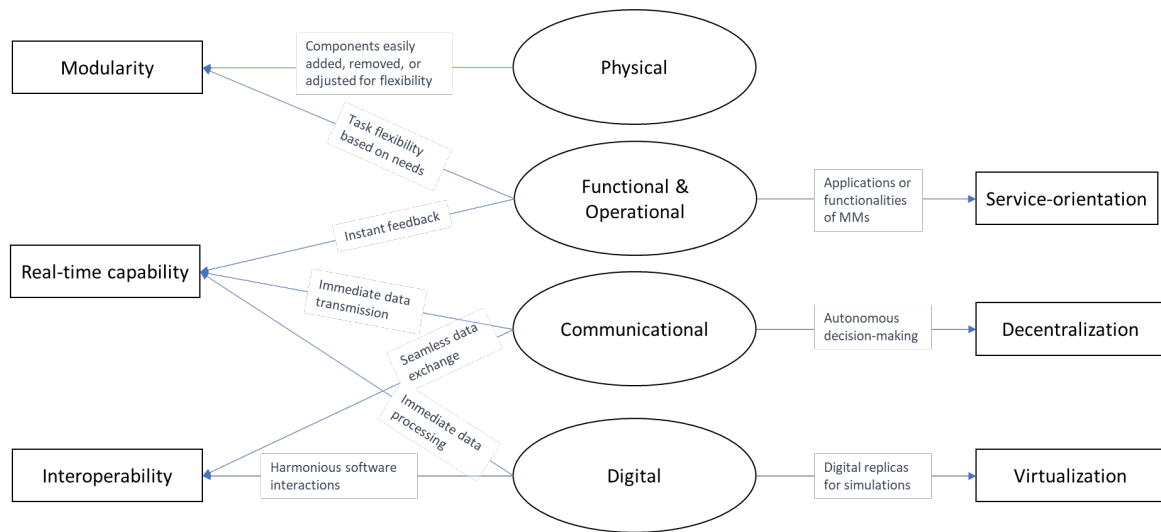 Modularity
Components easily
added, removed, or
adjusted for flexibility
Physical
Task flexibility
based on needs
Functional &
Operational
Applications or
functionalities
of MMs
Service-orientation
Instant feedback
Real-time capability
Immediate data
transmission
Communicational
Autonomous
decision-making
Decentralization
Seamless data
exchange
Immediate data
processing
Interoperability
Harmonious software
interactions
Digital
Digital replicas
for simulations
Virtualization